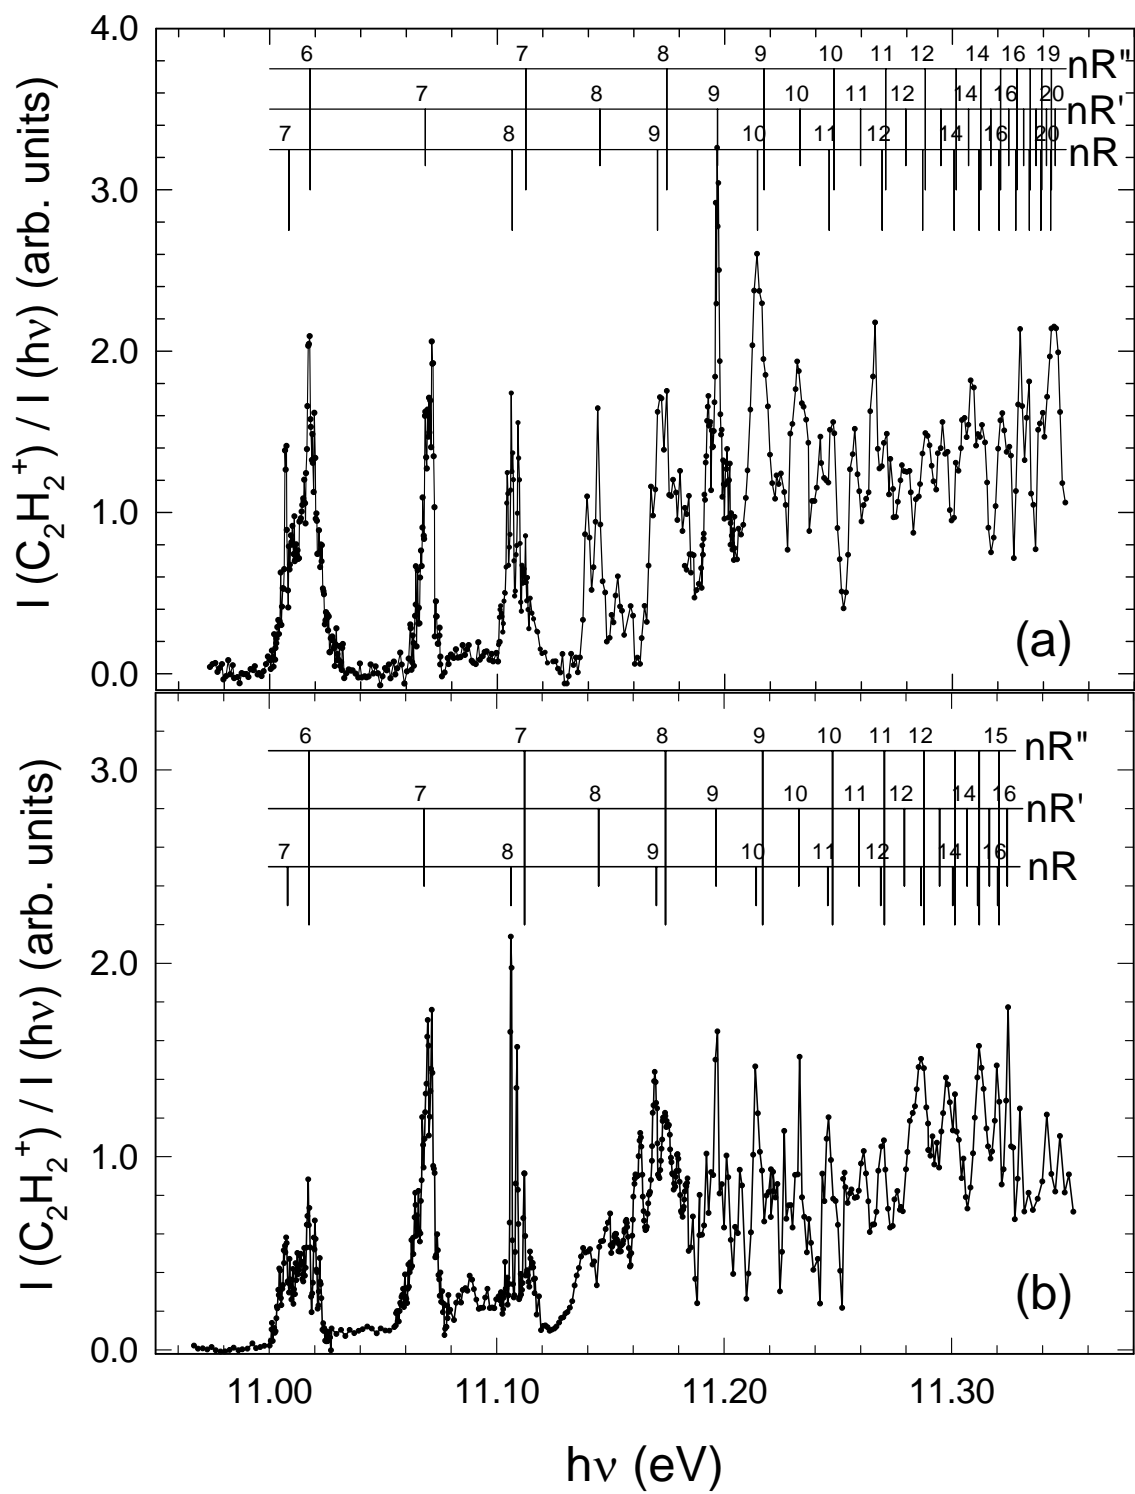 4.0
3.0
2.0
1.0
0.0
I (C₂H₂⁺) / I (hν) (arb. units)
6 7 8 9 10 11 12 14 16 19 nR"
7 8 9 10 11 12 14 16 20 nR'
7 8 9 10 11 12 14 16 20 nR
(a)
3.0
2.0
1.0
0.0
I (C₂H₂⁺) / I (hν) (arb. units)
6 7 8 9 10 11 12 15 nR"
7 8 9 10 11 12 14 16 nR'
7 8 9 10 11 12 14 16 nR
(b)
11.00 11.10 11.20 11.30
hν (eV)